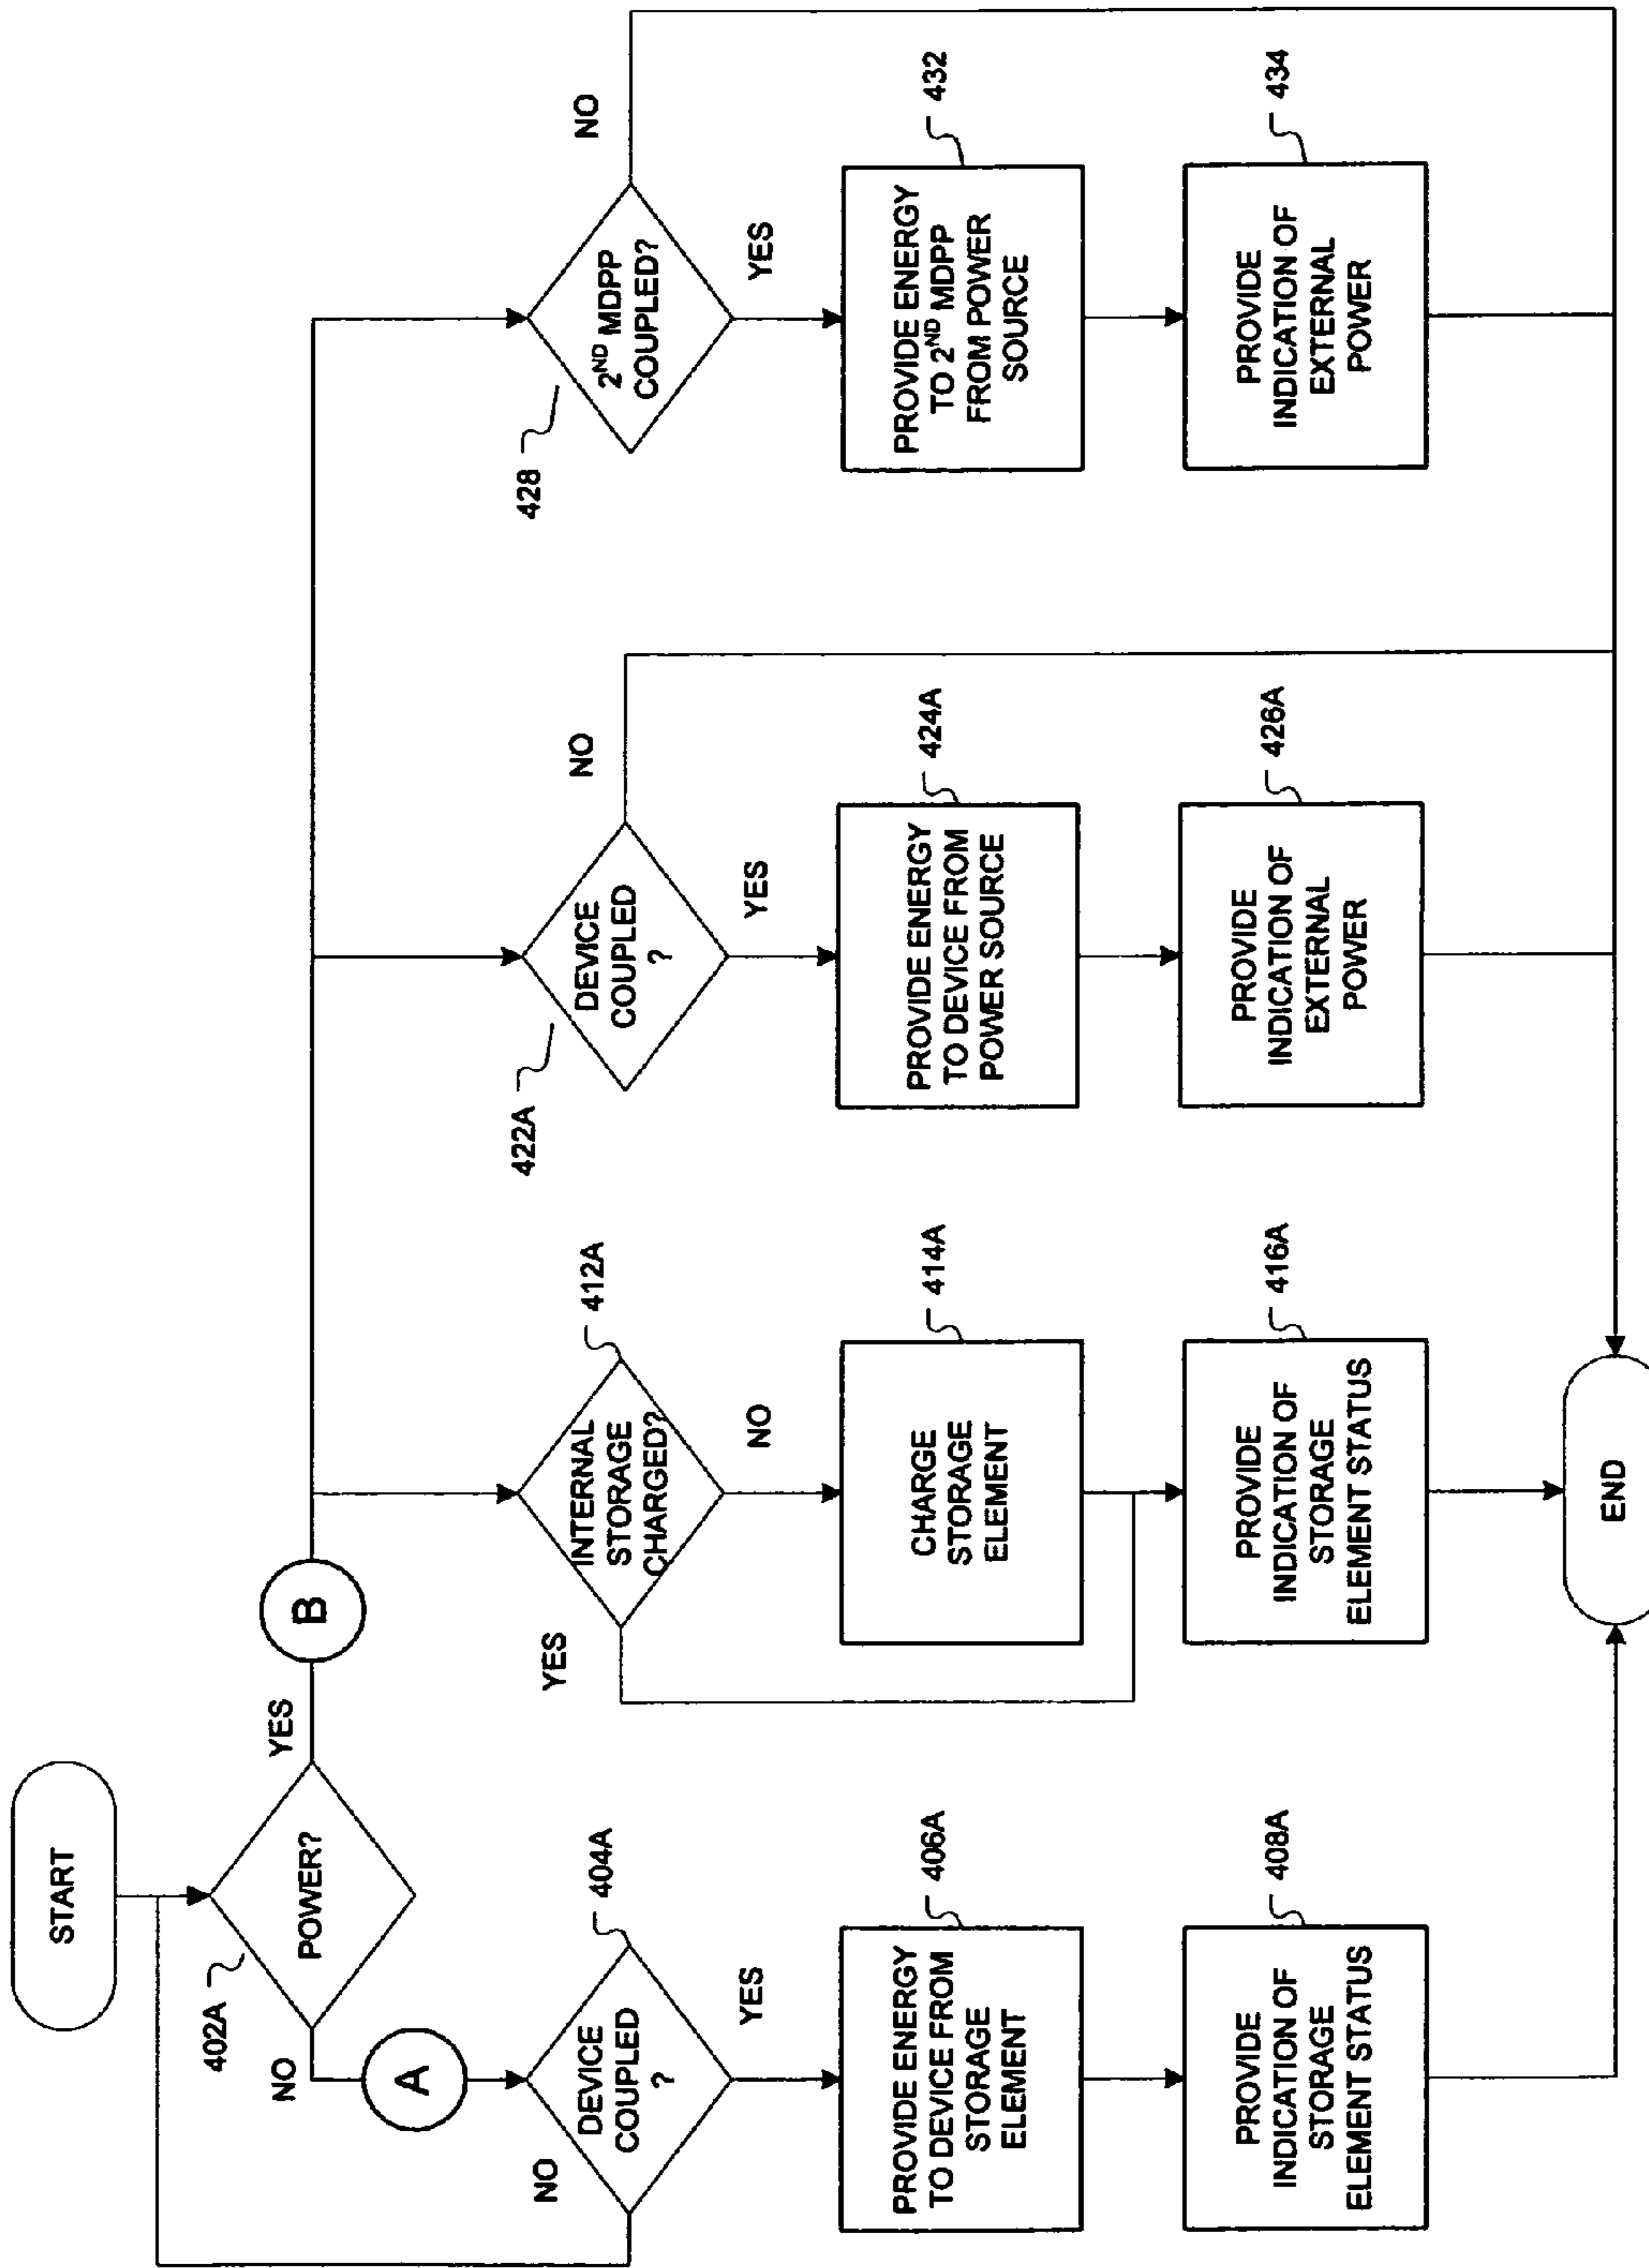 START
402A
POWER?
NO
YES
A
B
404A
DEVICE
COUPLED
?
NO
YES
406A
PROVIDE ENERGY
TO DEVICE FROM
STORAGE
ELEMENT
408A
PROVIDE
INDICATION OF
STORAGE
ELEMENT STATUS
412A
INTERNAL
STORAGE
CHARGED?
YES
NO
414A
CHARGE
STORAGE
ELEMENT
416A
PROVIDE
INDICATION OF
STORAGE
ELEMENT STATUS
422A
DEVICE
COUPLED
?
NO
YES
424A
PROVIDE ENERGY
TO DEVICE FROM
POWER SOURCE
426A
PROVIDE
INDICATION OF
EXTERNAL
POWER
428
2ND MDPP
COUPLED?
NO
YES
432
PROVIDE ENERGY
TO 2ND MDPP
FROM POWER
SOURCE
434
PROVIDE
INDICATION OF
EXTERNAL
POWER
END